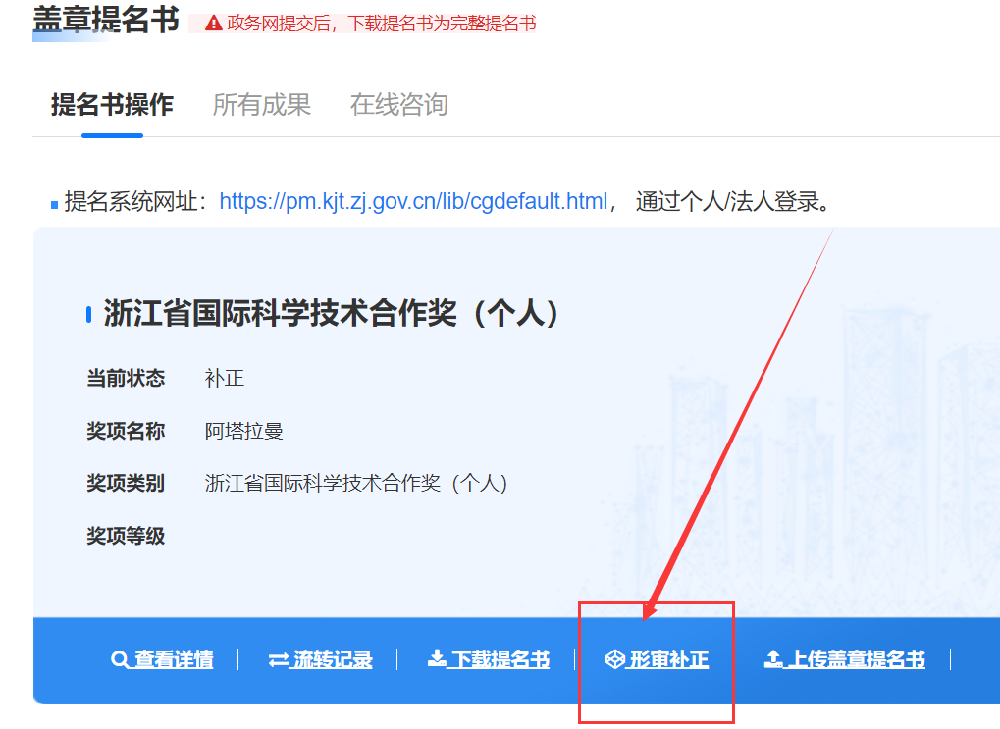 盖章提名书 政务网提交后，下载提名书为完整提名书
提名书操作 所有成果 在线咨询
提名系统网址：https://pm.kjt.zj.gov.cn/lib/cgdefault.html， 通过个人/法人登录。
浙江省国际科学技术合作奖（个人）
当前状态 补正
奖项名称 阿塔拉曼
奖项类别 浙江省国际科学技术合作奖（个人）
奖项等级
查看详情 流转记录 下载提名书 形审补正 上传盖章提名书